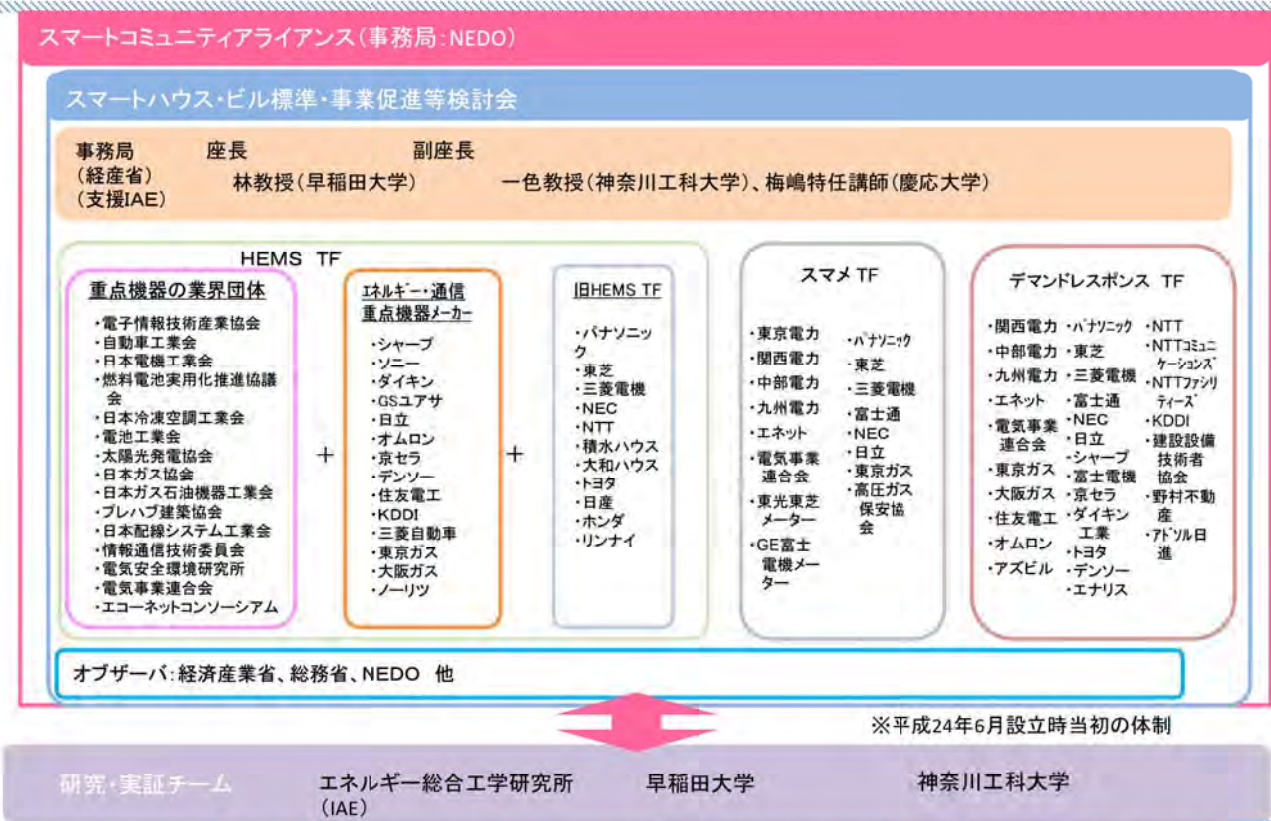 スマートコミュニティアライアンス(事務局:NEDO)
スマートハウス・ビル標準・事業促進等検討会
事務局
(経産省)
(支援IAE)
座長
林教授(早稲田大学)
副座長
一色教授(神奈川工科大学)、梅嶋特任講師(慶応大学)
HEMS TF
重点機器の業界団体
・電子情報技術産業協会
・自動車工業会
・日本電機工業会
・燃料電池実用化推進協議
会
・日本冷凍空調工業会
・電池工業会
・太陽光発電協会
・日本ガス協会
・日本ガス石油機器工業会
・プレハブ建築協会
・日本配線システム工業会
・情報通信技術委員会
・電気安全環境研究所
・電気事業連合会
・エコーネットコンソーシアム
+
エネルギー・通信
重点機器メーカー
・シャープ
・ソニー
・ダイキン
・GSユアサ
・日立
・オムロン
・京セラ
・デンソー
・住友電工
・KDDI
・三菱自動車
・東京ガス
・大阪ガス
・ノーリツ
+
旧HEMS TF
・パナソニッ
ク
・東芝
・三菱電機
・NEC
・NTT
・積水ハウス
・大和ハウス
・トヨタ
・日産
・ホンダ
・リンナイ
スマメ TF
・東京電力
・関西電力
・中部電力
・九州電力
・エネット
・電気事業
連合会
・東光東芝
メーター
・GE富士
電機メー
ター
・パナソニック
・東芝
・三菱電機
・富士通
・NEC
・日立
・東京ガス
・高圧ガス
保安協
会
デマンドレスポンス TF
・関西電力
・中部電力
・九州電力
・エネット
・電気事業
連合会
・東京ガス
・大阪ガス
・住友電工
・オムロン
・アズビル
・パナソニック
・東芝
・三菱電機
・富士通
・NEC
・日立
・シャープ
・富士電機
・京セラ
・ダイキン
工業
・トヨタ
・デンソー
・エナリス
・NTT
・NTTコミュニ
ケーションズ
・NTTファシリ
ティーズ
・KDDI
・建設設備
技術者
協会
・野村不動
産
・アドソル日
進
オブザーバ:経済産業省、総務省、NEDO 他
※平成24年6月設立時当初の体制
研究・実証チーム
エネルギー総合工学研究所
(IAE)
早稲田大学
神奈川工科大学